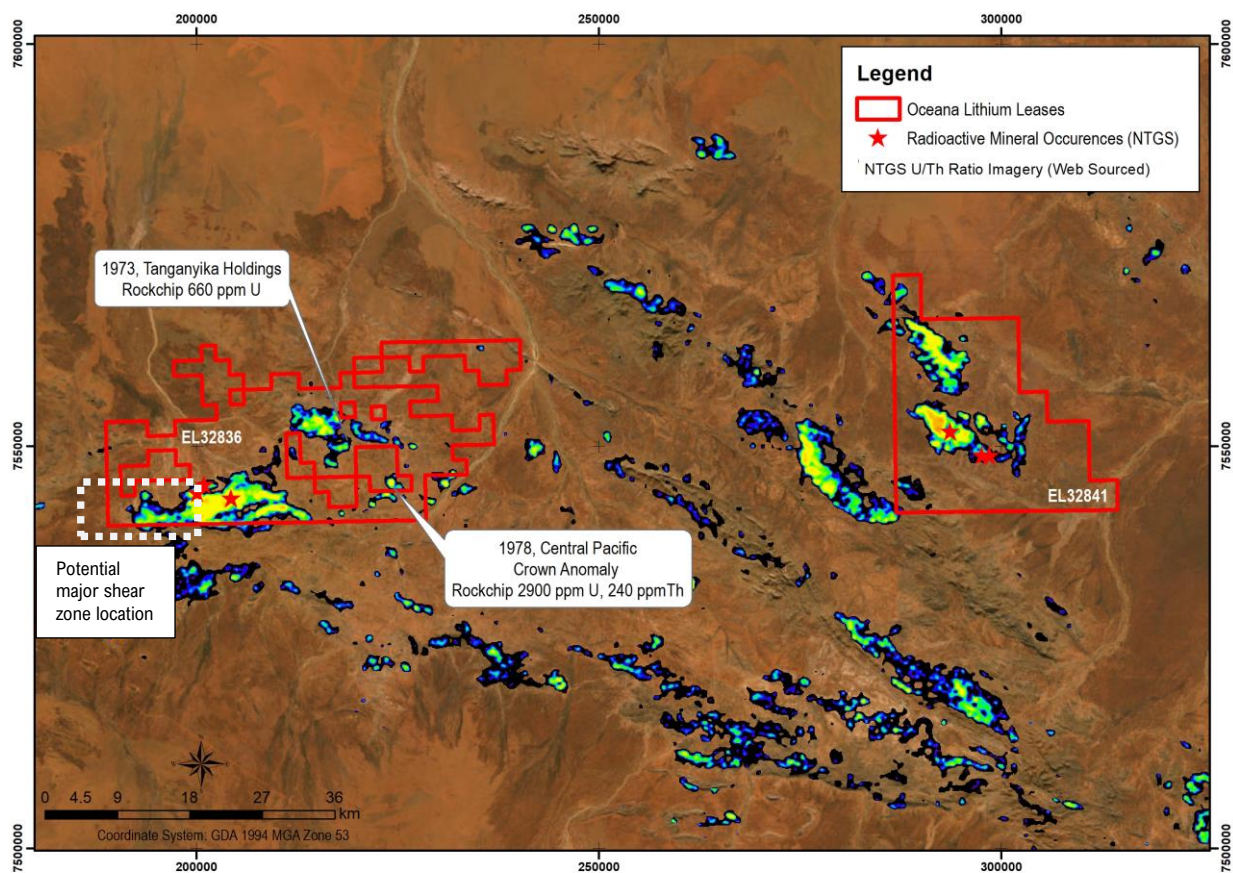 200000
250000
300000
7600000
7600000
Legend
Oceana Lithium Leases
Radioactive Mineral Occurences (NTGS)
NTGS U/Th Ratio Imagery (Web Sourced)
1973, Tanganyika Holdings
Rockchip 660 ppm U
7550000
EL32836
EL32841
7550000
Potential
major shear
zone location
1978, Central Pacific
Crown Anomaly
Rockchip 2900 ppm U, 240 ppmTh
N
E
S
W
0 4.5 9 18 27 36
km
Coordinate System: GDA 1994 MGA Zone 53
7500000
7500000
200000
250000
300000